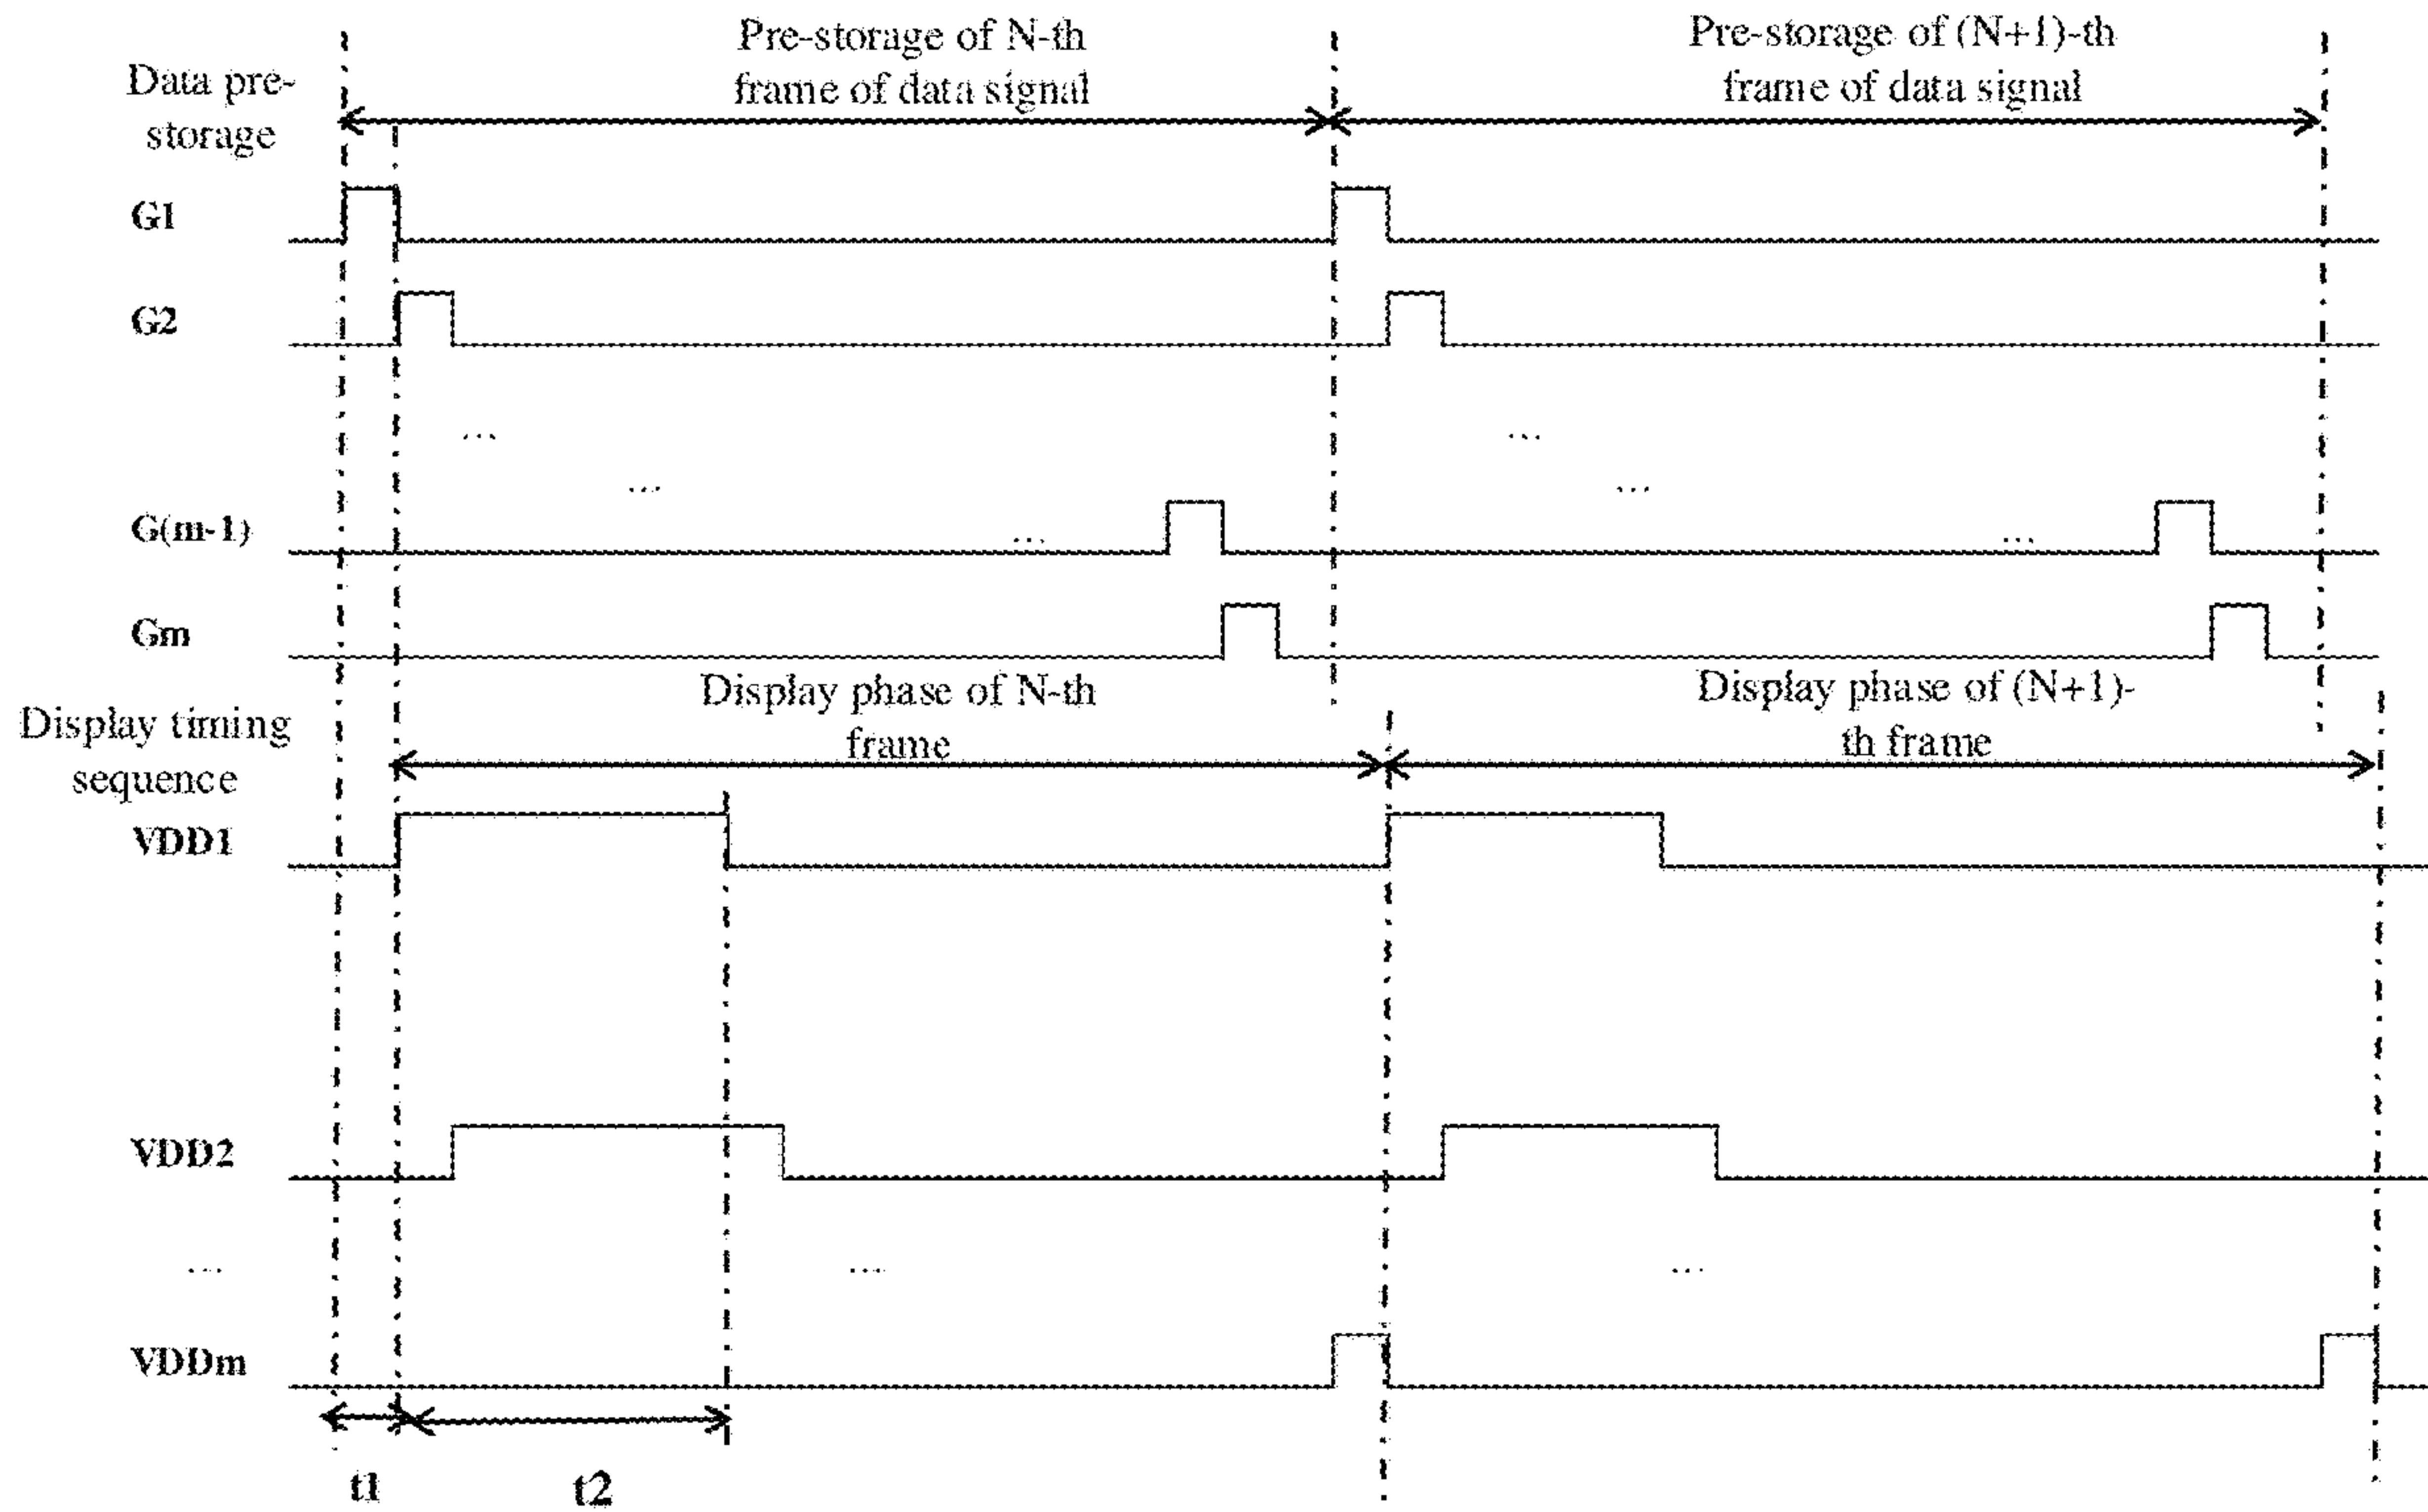 Pre-storage of N-th
frame of data signal
Pre-storage of (N+1)-th
frame of data signal
Data pre-
storage
G1
G2
...
...
...
...
G(m-1)
...
...
Gm
Display phase of N-th
frame
Display phase of (N+1)-
th frame
Display timing
sequence
VDD1
VDD2
...
...
...
VDDm
t1
t2